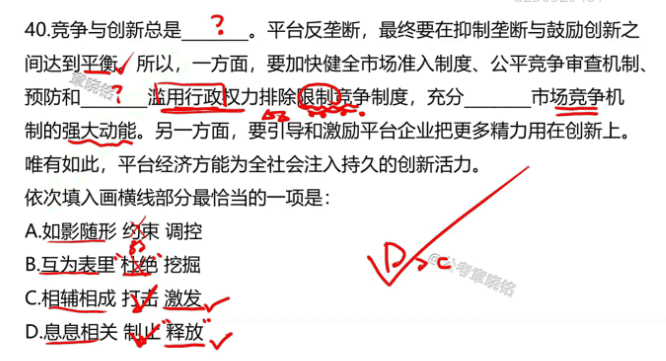 40.竞争与创新总是______。平台反垄断，最终要在抑制垄断与鼓励创新之
间达到平衡。所以，一方面，要加快健全市场准入制度、公平竞争审查机制、
预防和______滥用行政权力排除限制竞争制度，充分______市场竞争机
制的强大动能。另一方面，要引导和激励平台企业把更多精力用在创新上。
唯有如此，平台经济方能为全社会注入持久的创新活力。
依次填入画横线部分最恰当的一项是：
A.如影随形 约束 调控
B.互为表里 杜绝 挖掘
C.相辅相成 打击 激发
D.息息相关 制止 释放
D>C
@公考章晓铭
章晓铭